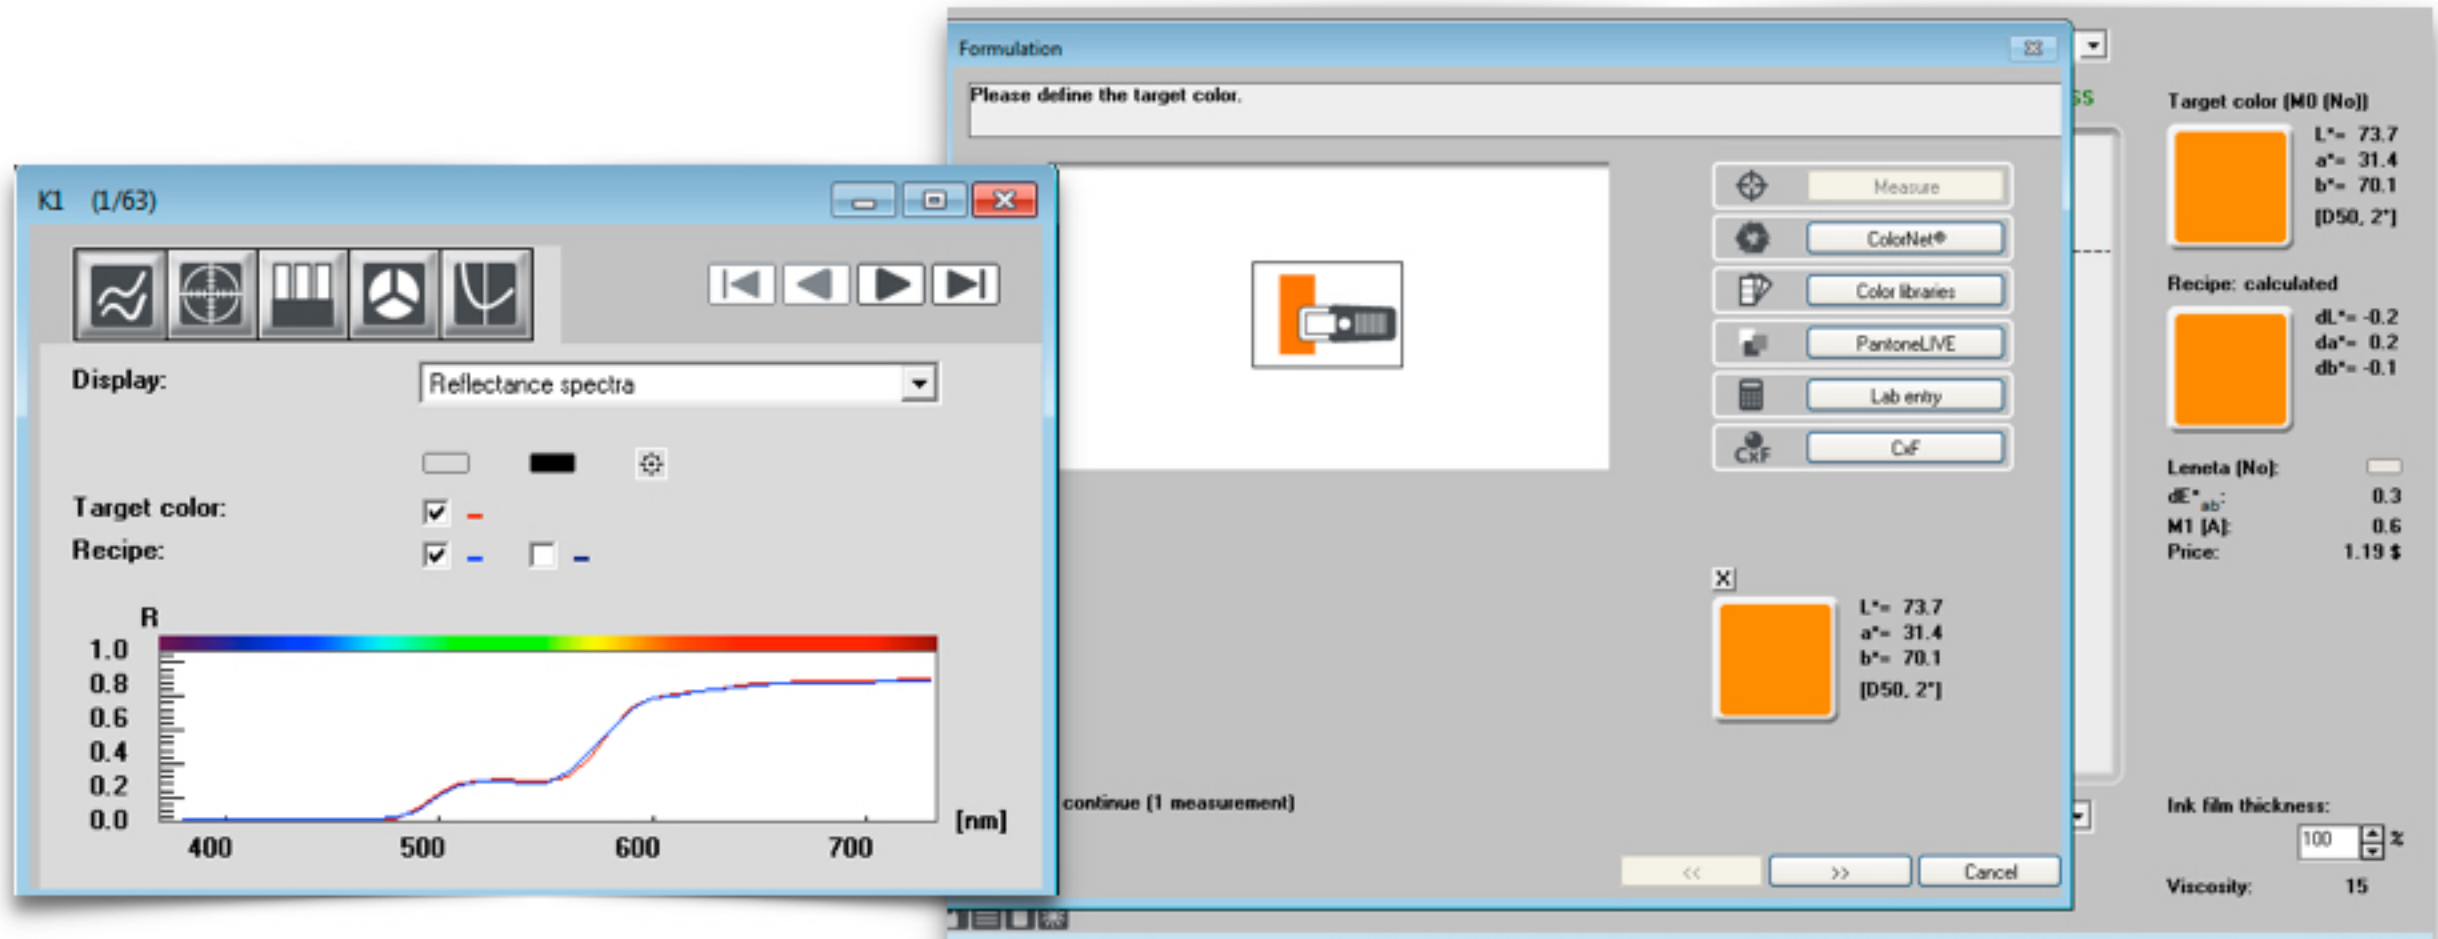 K1 (1/63)
Display:
Reflectance spectra
Target color:
Recipe:
R
1.0
0.8
0.6
0.4
0.2
0.0
400 500 600 700
[nm]
Formulation
Please define the target color.
Measure
ColorNet®
Color libraries
PantoneLIVE
Lab entry
CxF
CxF
X
L*= 73.7
a*= 31.4
b*= 70.1
[D50, 2°]
continue (1 measurement)
<<
>>
Cancel
SS
Target color (M0 (No))
L*= 73.7
a*= 31.4
b*= 70.1
[D50, 2°]
Recipe: calculated
dL*= -0.2
da*= 0.2
db*= -0.1
Leneta (No):
dE*ab: 0.3
M1 [A]: 0.6
Price: 1.19 $
Ink film thickness:
100 %
Viscosity: 15